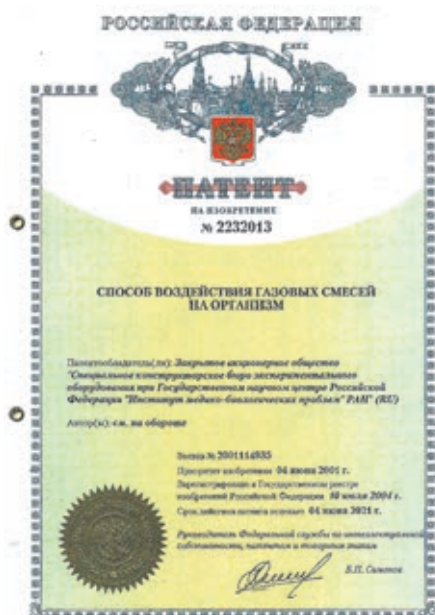 РОССИЙСКАЯ ФЕДЕРАЦИЯ
ПАТЕНТ
НА ИЗОБРЕТЕНИЕ
№ 2232013
СПОСОБ ВОЗДЕЙСТВИЯ ГАЗОВЫХ СМЕСЕЙ
НА ОРГАНИЗМ
Патентообладатель(ли): Закрытое акционерное общество
"Специальное конструкторское бюро экспериментального
оборудования при Государственном научном центре Российской
Федерации "Институт медико-биологических проблем" РАН" (RU)
Автор(ы): см. на обороте
Заявка № 2001114935
Приоритет изобретения 04 июня 2001 г.
Зарегистрировано в Государственном реестре
изобретений Российской Федерации 10 июля 2004 г.
Срок действия патента истекает 04 июня 2021 г.
Руководитель Федеральной службы по интеллектуальной
собственности, патентам и товарным знакам
Б.П. Симонов